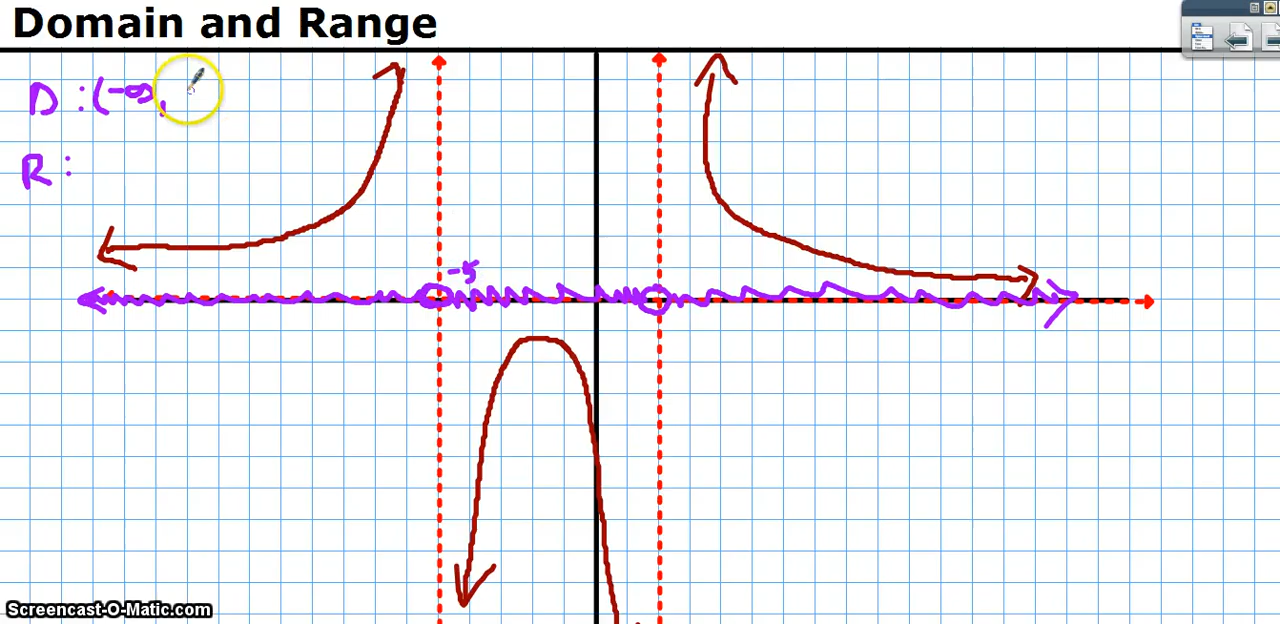 Domain and Range
D : (-∞,
R :
-5
Screencast-O-Matic.com